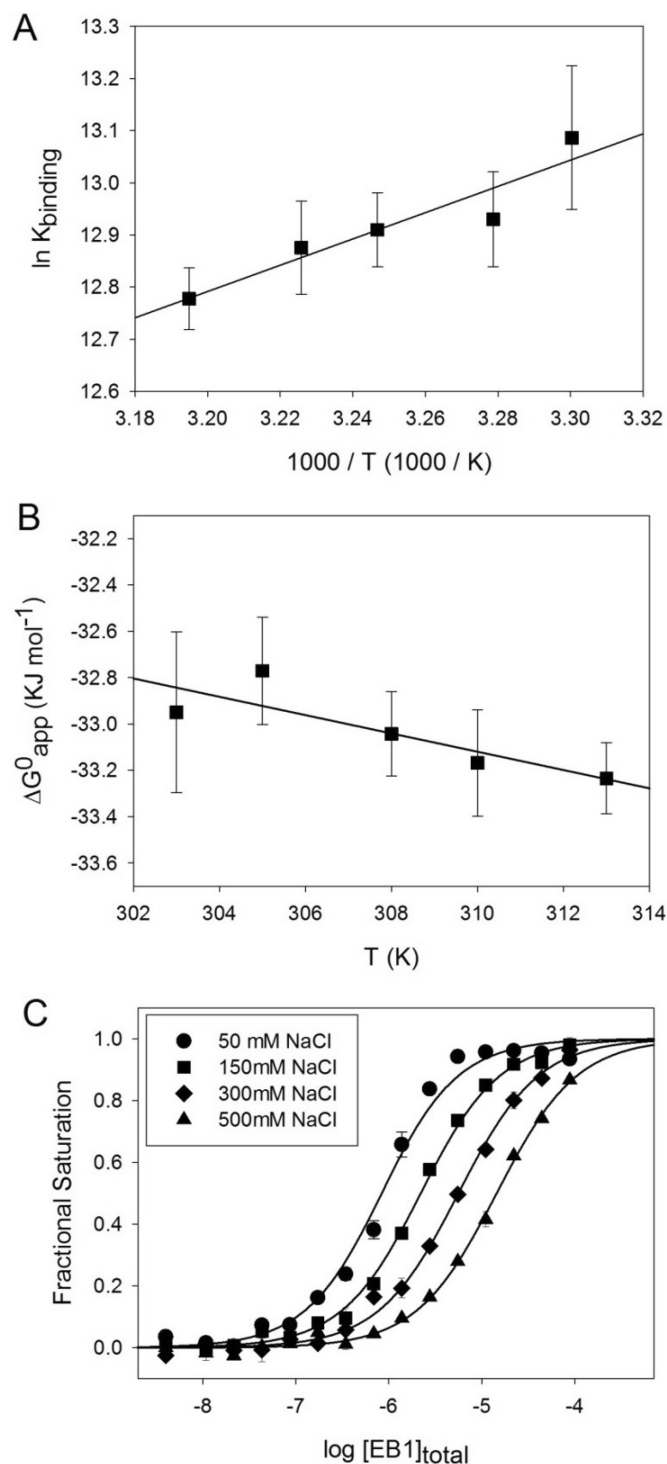 A
13.3
13.2
13.1
13.0
12.9
12.8
12.7
12.6
ln Kbinding
3.18 3.20 3.22 3.24 3.26 3.28 3.30 3.32
1000 / T (1000 / K)
B
-32.2
-32.4
-32.6
-32.8
-33.0
-33.2
-33.4
-33.6
ΔG⁰app (KJ mol⁻¹)
302 304 306 308 310 312 314
T (K)
C
1.0
0.8
0.6
0.4
0.2
0.0
Fractional Saturation
50 mM NaCl
150mM NaCl
300mM NaCl
500mM NaCl
-8 -7 -6 -5 -4
log [EB1]total